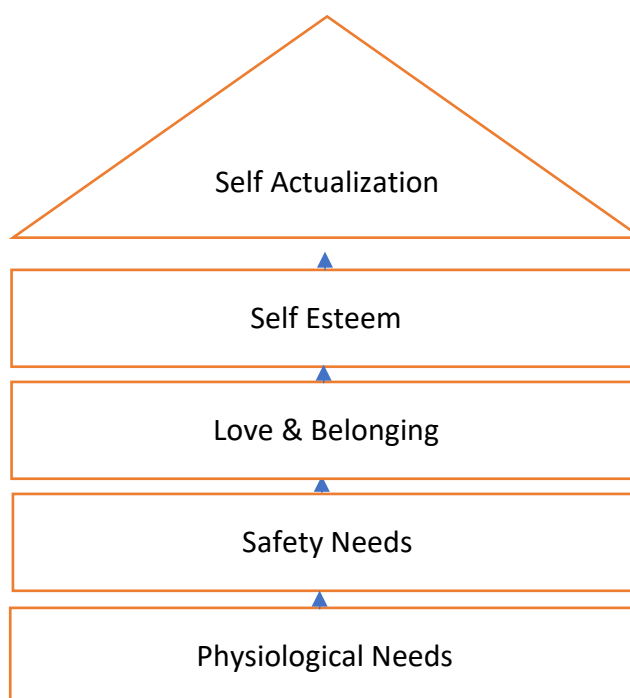 Self Actualization
Self Esteem
Love & Belonging
Safety Needs
Physiological Needs